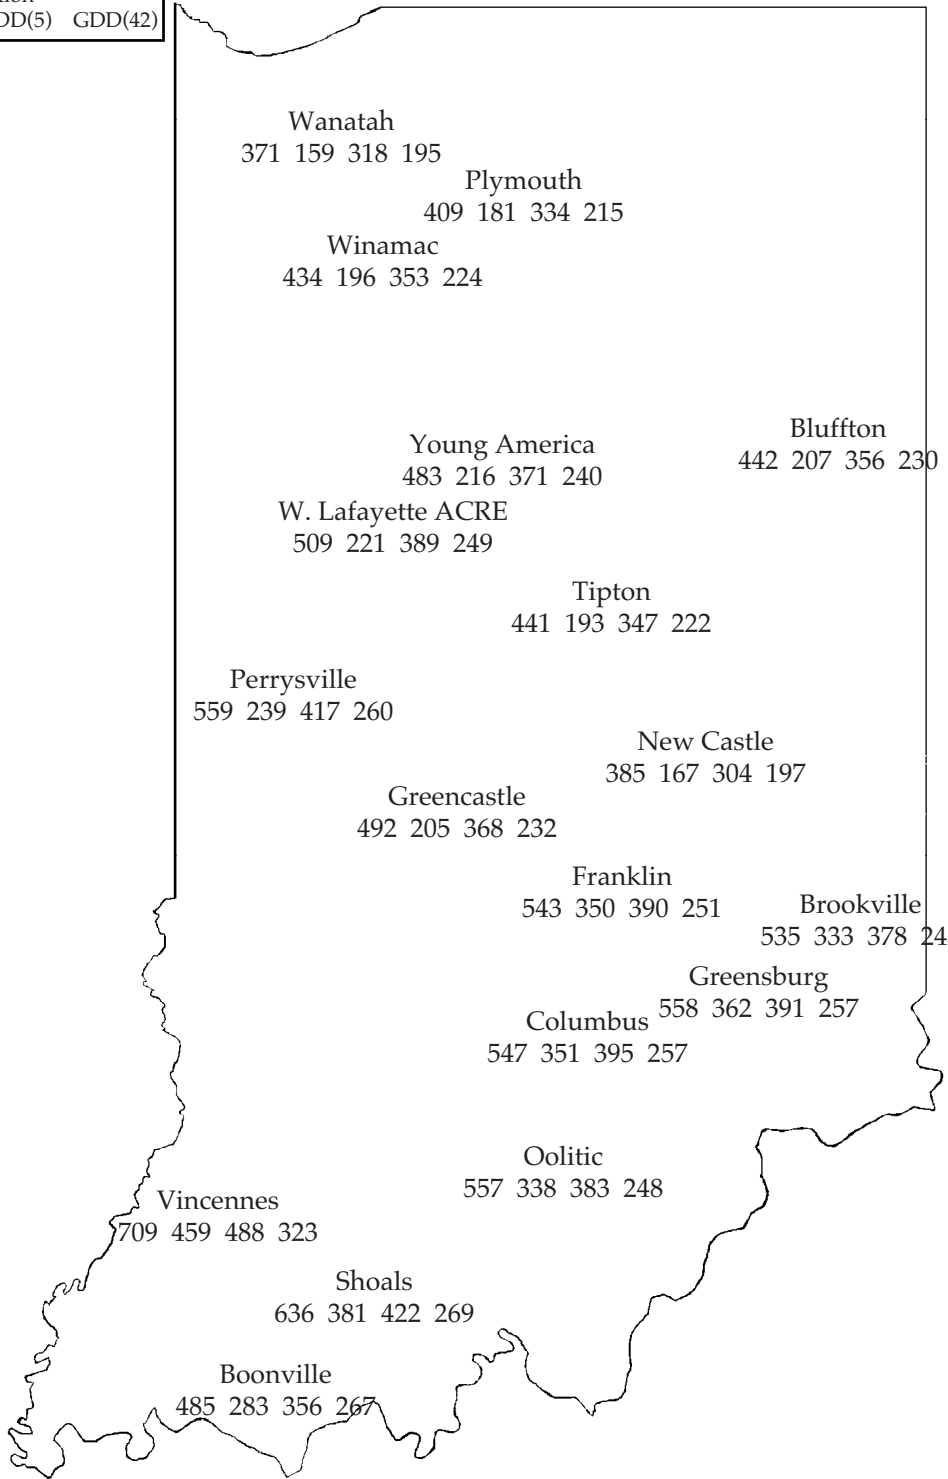 GDD(42)
Wanatah
371 159 318 195
Plymouth
409 181 334 215
Winamac
434 196 353 224
Bluffton
442 207 356 230
Young America
483 216 371 240
W. Lafayette ACRE
509 221 389 249
Tipton
441 193 347 222
Perrysville
559 239 417 260
New Castle
385 167 304 197
Greencastle
492 205 368 232
Franklin
543 350 390 251
Brookville
535 333 378 24
Greensburg
558 362 391 257
Columbus
547 351 395 257
Oolitic
557 338 383 248
Vincennes
709 459 488 323
Shoals
636 381 422 269
Boonville
485 283 356 267